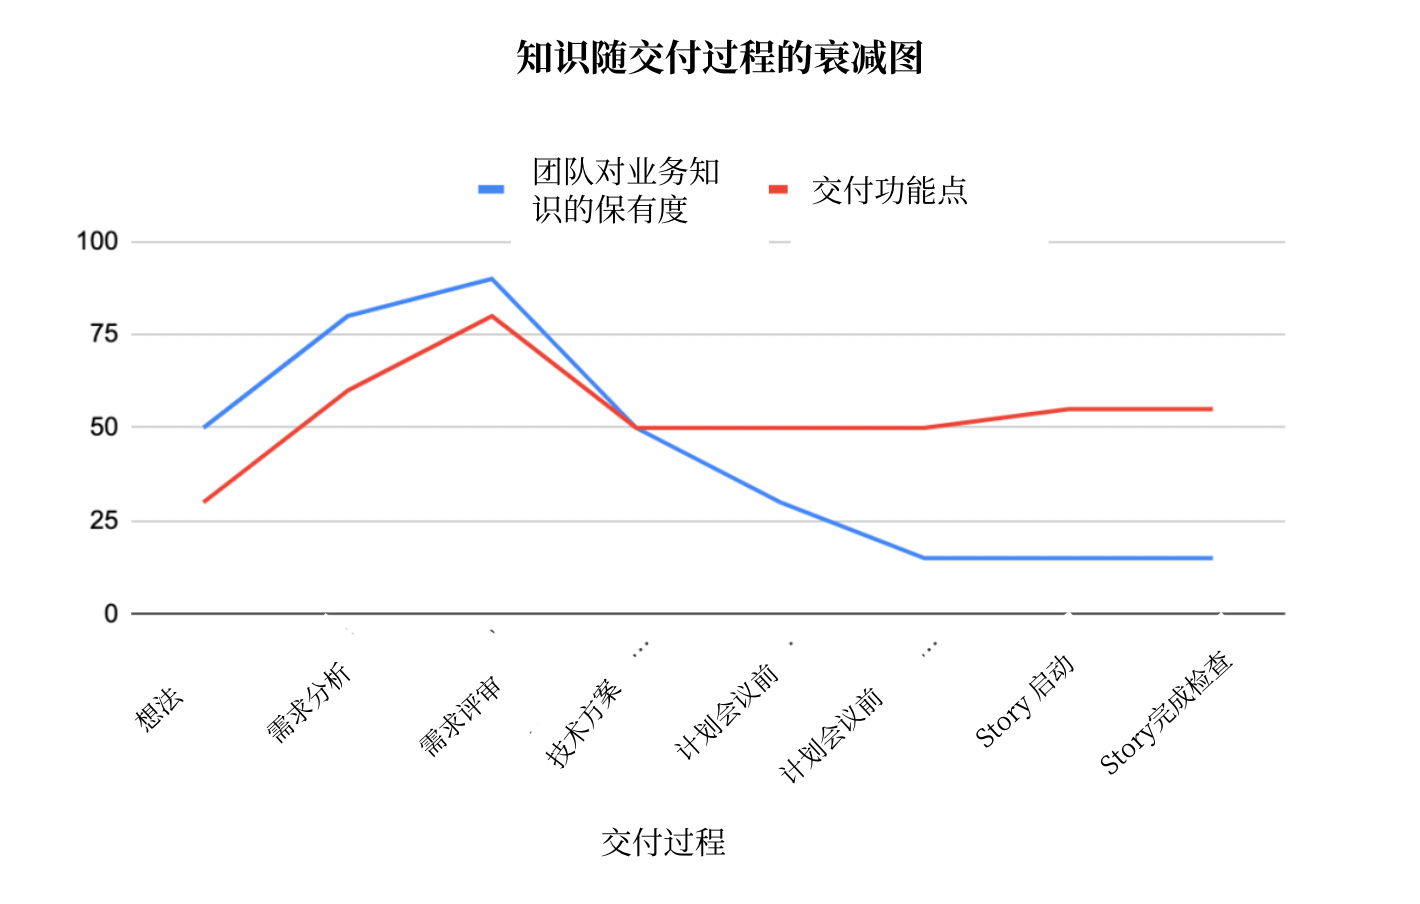 知识随交付过程的衰减图
团队对业务知
识的保有度
交付功能点
100
75
50
25
0
想法
需求分析
需求评审
技术方案
...
计划会议前
计划会议前
...
Story 启动
Story完成检查
交付过程